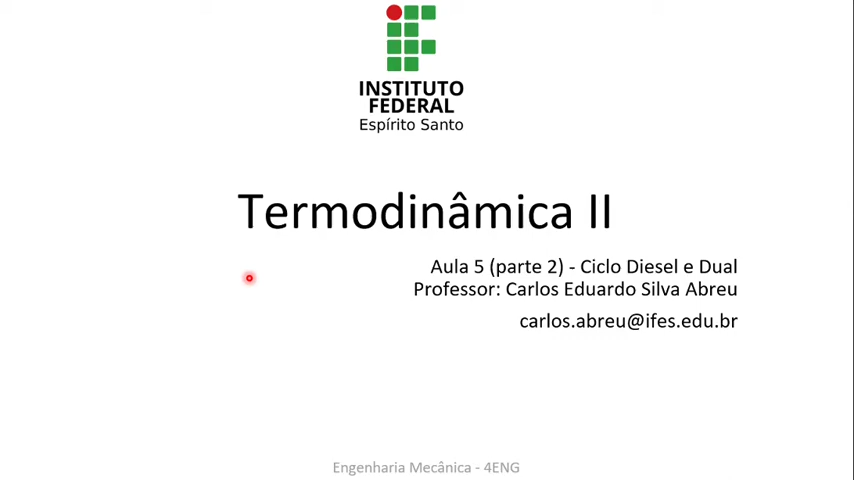 INSTITUTO
FEDERAL
Espírito Santo
Termodinâmica II
Aula 5 (parte 2) - Ciclo Diesel e Dual
Professor: Carlos Eduardo Silva Abreu
carlos.abreu@ifes.edu.br
Engenharia Mecânica - 4ENG